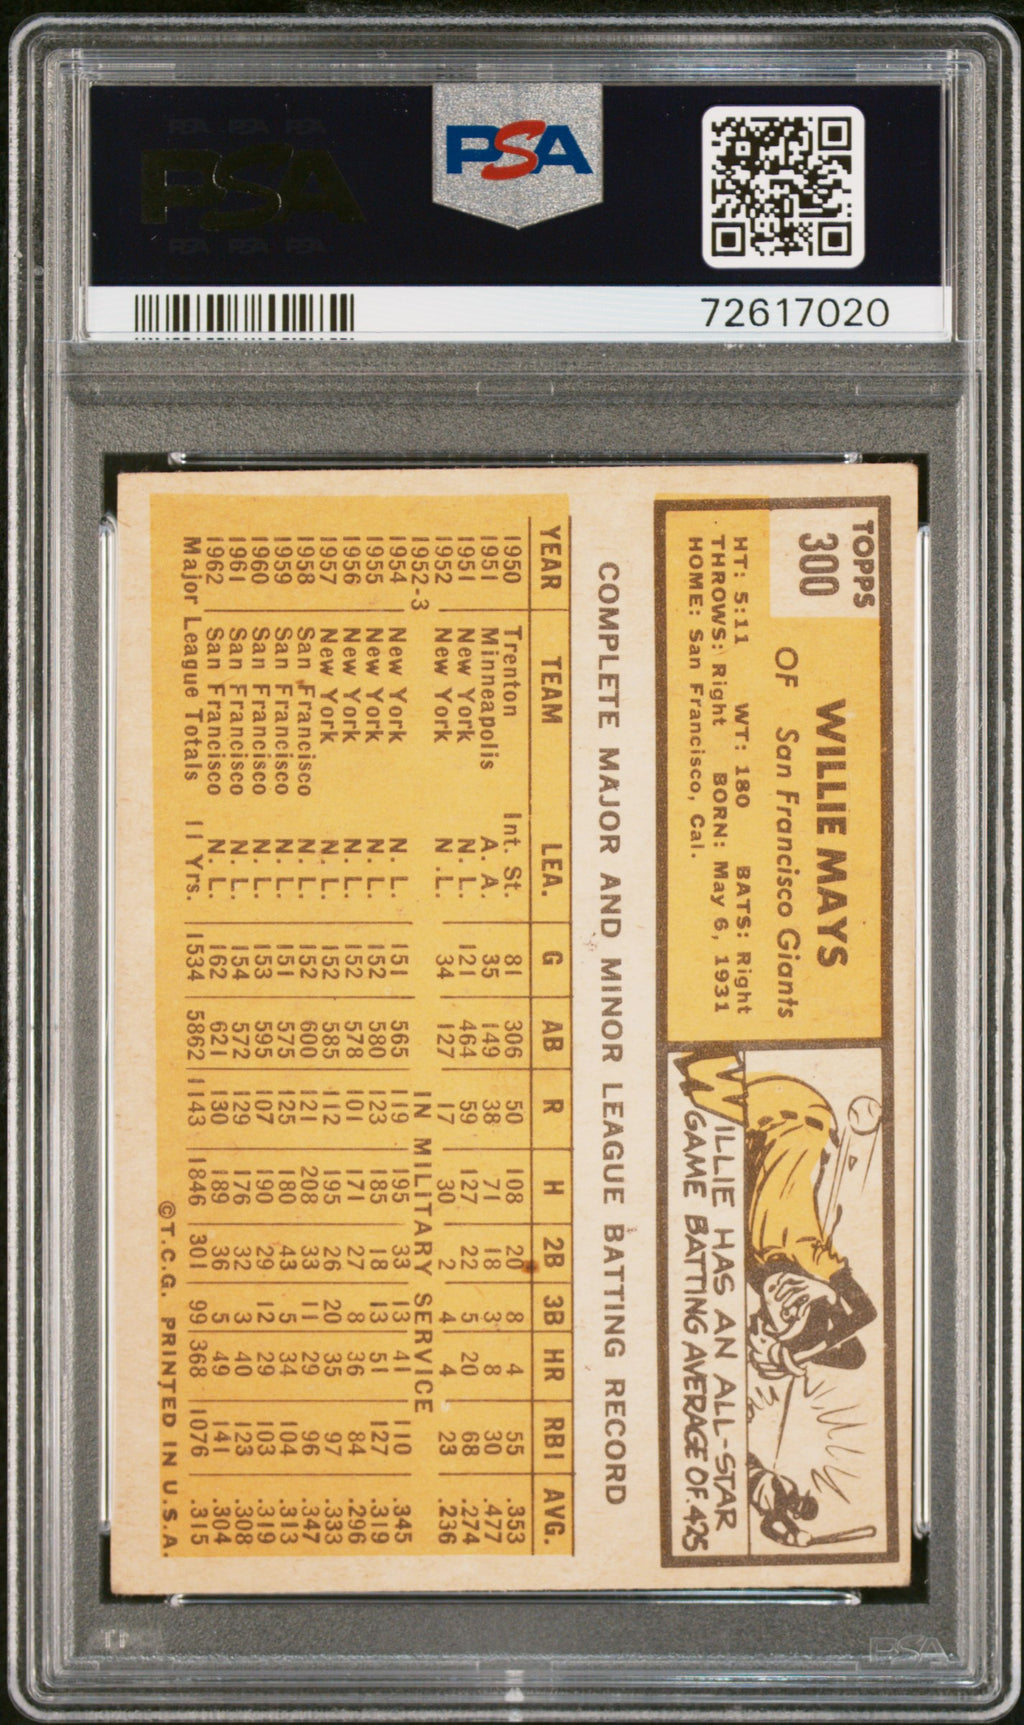 PSA PSA PSA
PSA
PSA PSA PSA
PSA
72617020
TOPPS
300
WILLIE MAYS
OF San Francisco Giants
HT: 5:11 WT: 180 BATS: Right
THROWS: Right BORN: May 6, 1931
HOME: San Francisco, Cal.
WILLIE HAS AN ALL-STAR
GAME BATTING AVERAGE OF .425
COMPLETE MAJOR AND MINOR LEAGUE BATTING RECORD
YEAR TEAM LEA. G AB R H 2B 3B HR RBI AVG.
1950 Trenton Int. St. 81 306 50 108 20 8 4 55 .353
1951 Minneapolis A. A. 35 149 38 71 18 3 8 30 .477
1951 New York N. L. 121 464 59 127 22 5 20 68 .274
1952 New York N .L. 34 127 17 30 2 4 4 23 .236
1952-3 IN MILITARY SERVICE
1954 New York N. L. 151 565 119 195 33 13 41 110 .345
1955 New York N. L. 152 580 123 185 18 13 51 127 .319
1956 New York N. L. 152 578 101 171 27 8 36 84 .296
1957 New York N. L. 152 585 112 195 26 20 35 97 .333
1958 San Francisco N. L. 152 600 121 208 33 11 29 96 .347
1959 San Francisco N. L. 151 575 125 180 43 5 34 104 .313
1960 San Francisco N. L. 153 595 107 190 29 12 29 103 .319
1961 San Francisco N. L. 154 572 129 176 32 3 40 123 .308
1962 San Francisco N. L. 162 621 130 189 36 5 49 141 .304
Major League Totals 11 Yrs. 1534 5862 1143 1846 301 99 368 1076 .315
©T.C.G. PRINTED IN U.S.A.
PSA